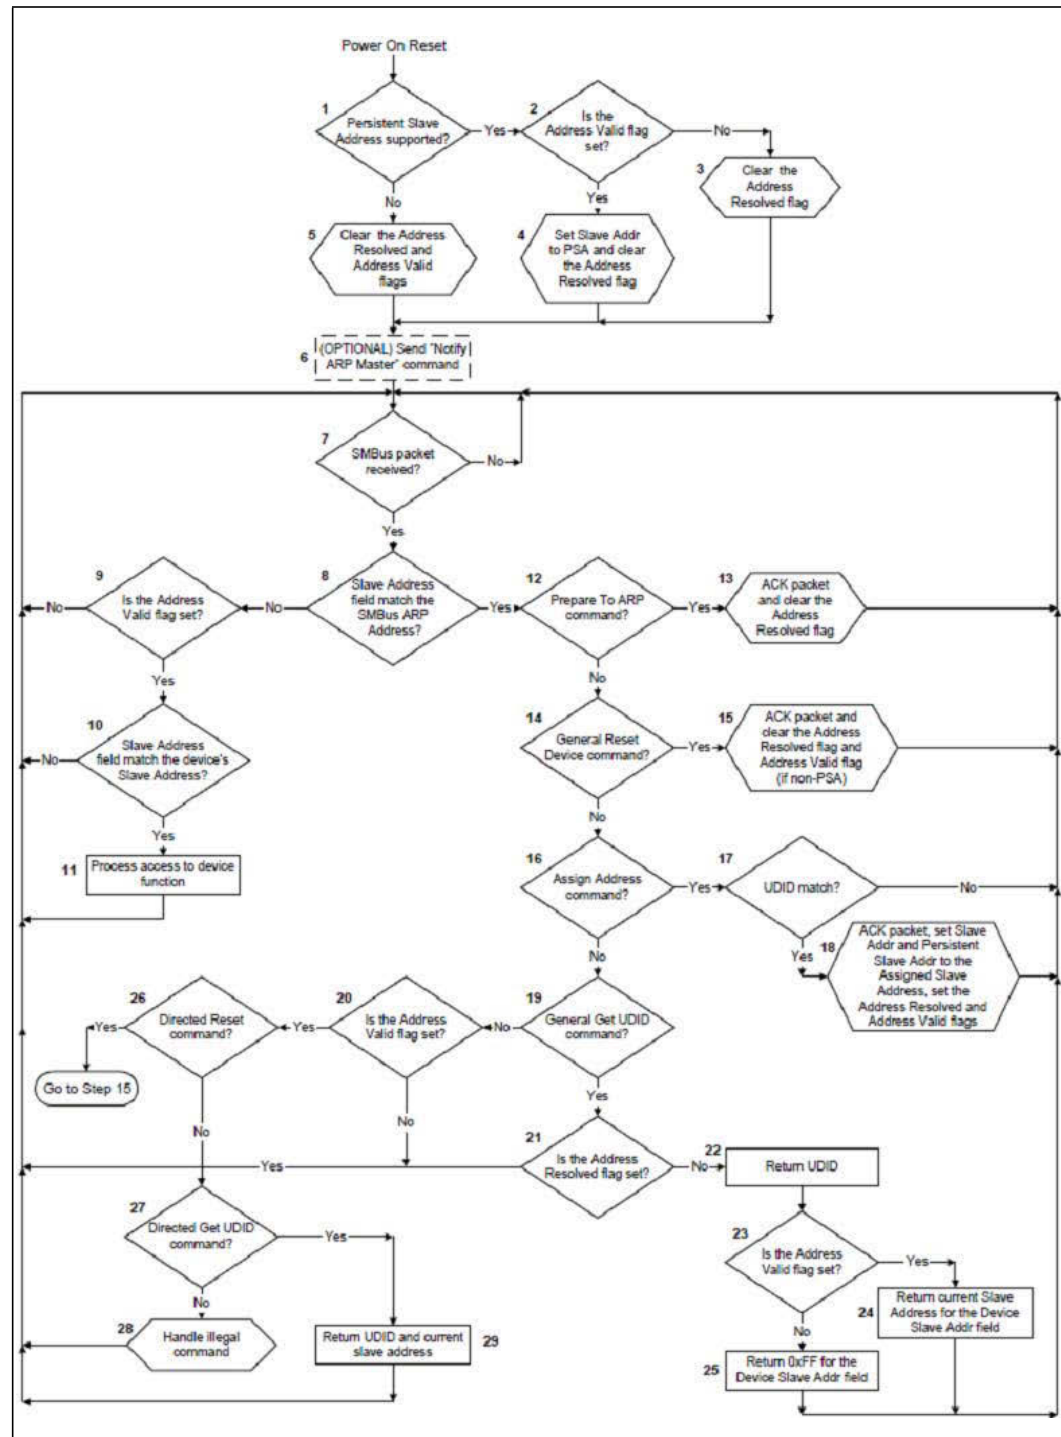 Power On Reset
1
Persistent Slave
Address supported?
Yes
2
Is the
Address Valid flag
set?
No
3
Clear the
Address
Resolved flag
No
Yes
5
Clear the Address
Resolved and
Address Valid
flags
4
Set Slave Addr
to PSA and clear
the Address
Resolved flag
6
(OPTIONAL) Send "Notify
ARP Master" command
7
SMBus packet
received?
No
Yes
9
Is the Address
Valid flag set?
No
No
8
Slave Address
field match the
SMBus ARP
Address?
Yes
12
Prepare To ARP
command?
Yes
13
ACK packet
and clear the
Address
Resolved flag
Yes
No
10
Slave Address
field match the device's
Slave Address?
No
14
General Reset
Device command?
Yes
15
ACK packet and
clear the Address
Resolved flag and
Address Valid flag
(if non-PSA)
Yes
No
11
Process access to device
function
16
Assign Address
command?
Yes
17
UDID match?
No
No
Yes
18
ACK packet, set Slave
Addr and Persistent
Slave Addr to the
Assigned Slave
Address, set the
Address Resolved and
Address Valid flags
26
Directed Reset
command?
Yes
Yes
20
Is the Address
Valid flag set?
No
19
General Get UDID
command?
Go to Step 15
No
No
Yes
21
Is the Address
Resolved flag set?
Yes
No
22
Return UDID
27
Directed Get UDID
command?
Yes
23
Is the Address
Valid flag set?
Yes
No
28
Handle illegal
command
Return UDID and current
slave address
29
24
Return current Slave
Address for the Device
Slave Addr field
No
25
Return 0xFF for the
Device Slave Addr field